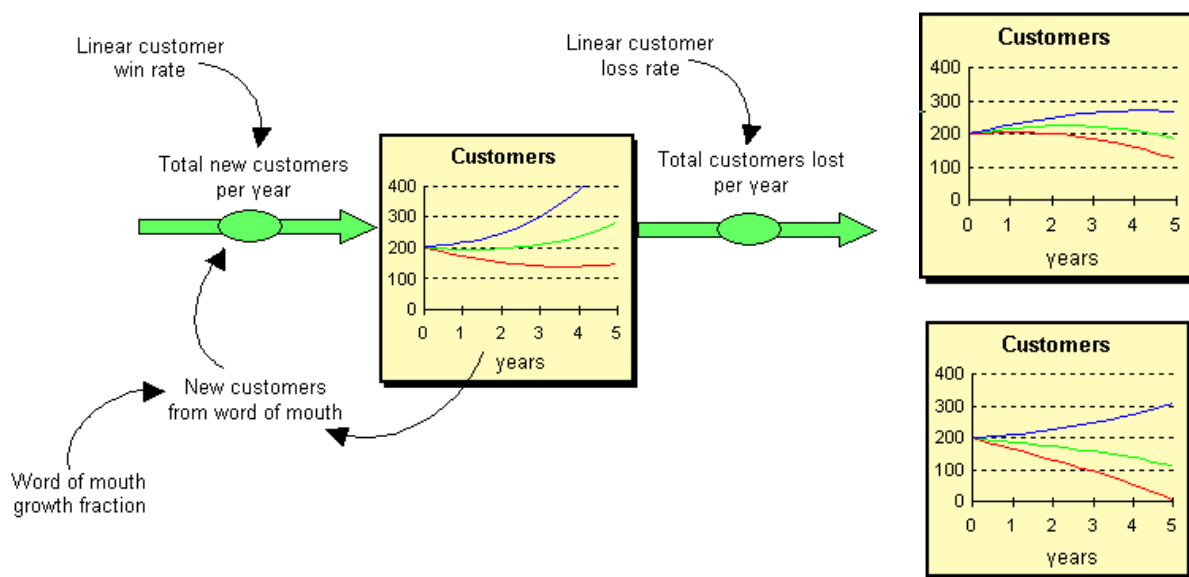 Linear customer
win rate
Linear customer
loss rate
Total new customers
per year
Total customers lost
per year
New customers
from word of mouth
Word of mouth
growth fraction
Customers
400
300
200
100
0
0 1 2 3 4 5
years
Customers
400
300
200
100
0
0 1 2 3 4 5
years
Customers
400
300
200
100
0
0 1 2 3 4 5
years